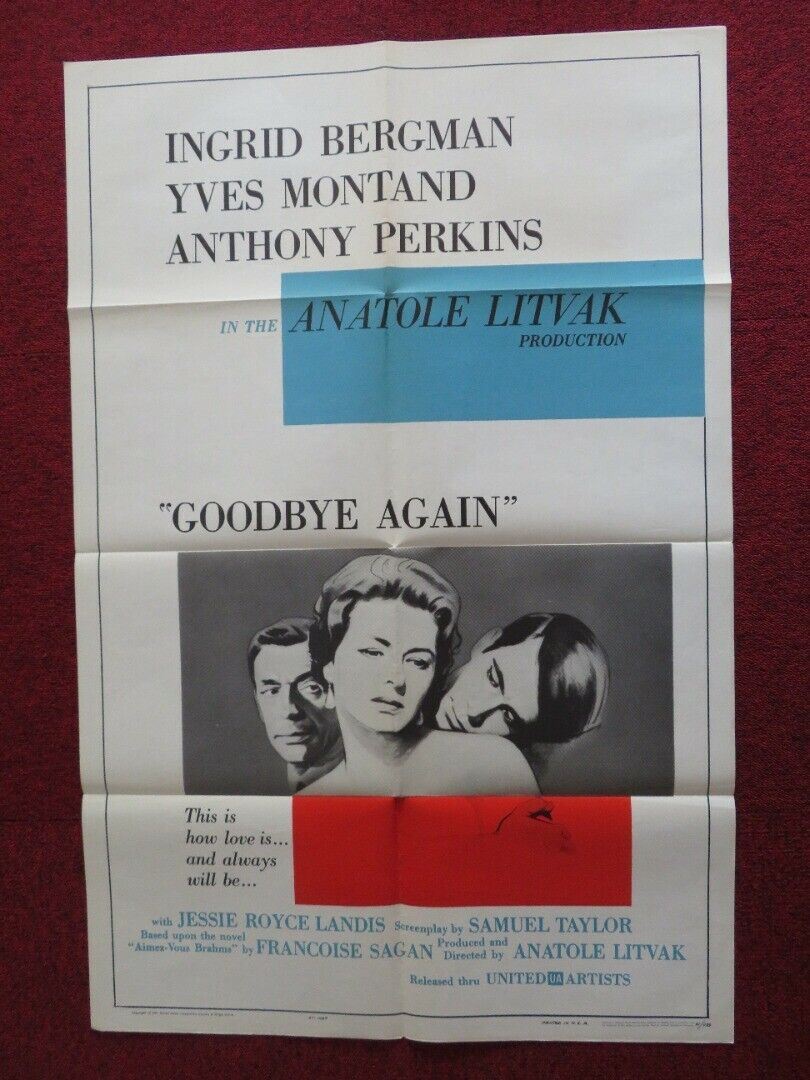 INGRID BERGMAN
YVES MONTAND
ANTHONY PERKINS
IN THE ANATOLE LITVAK
PRODUCTION
"GOODBYE AGAIN"
This is
how love is...
and always
will be...
with JESSIE ROYCE LANDIS Screenplay by SAMUEL TAYLOR
Based upon the novel "Aimez-Vous Brahms" by FRANCOISE SAGAN Produced and Directed by ANATOLE LITVAK
Released thru UNITED UA ARTISTS